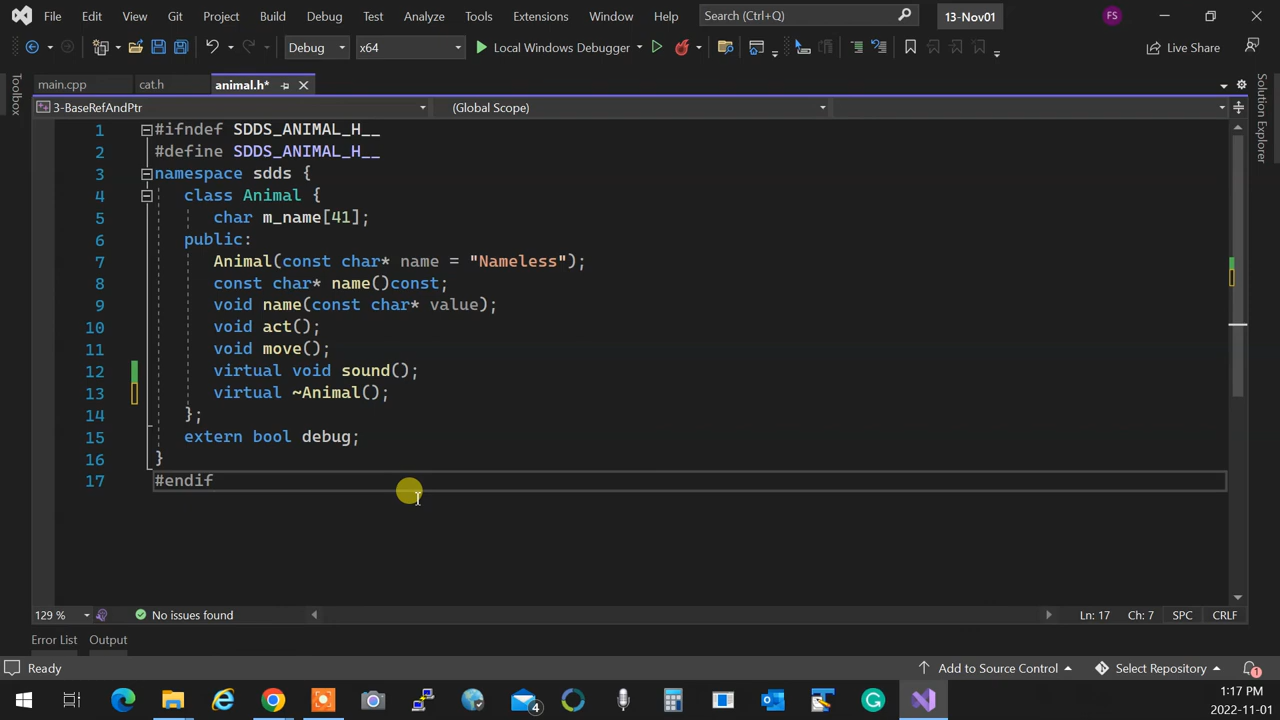 File Edit View Git Project Build Debug Test Analyze Tools Extensions Window Help Search (Ctrl+Q) 13-Nov01 FS
Debug x64 Local Windows Debugger Live Share
main.cpp cat.h animal.h*
3-BaseRefAndPtr (Global Scope)
Toolbox
Solution Explorer
1 #ifndef SDDS_ANIMAL_H__
2 #define SDDS_ANIMAL_H__
3 namespace sdds {
4 class Animal {
5 char m_name[41];
6 public:
7 Animal(const char* name = "Nameless");
8 const char* name()const;
9 void name(const char* value);
10 void act();
11 void move();
12 virtual void sound();
13 virtual ~Animal();
14 };
15 extern bool debug;
16 }
17 #endif
129 % No issues found Ln: 17 Ch: 7 SPC CRLF
Error List Output
Ready Add to Source Control Select Repository 1
4 1:17 PM
2022-11-01